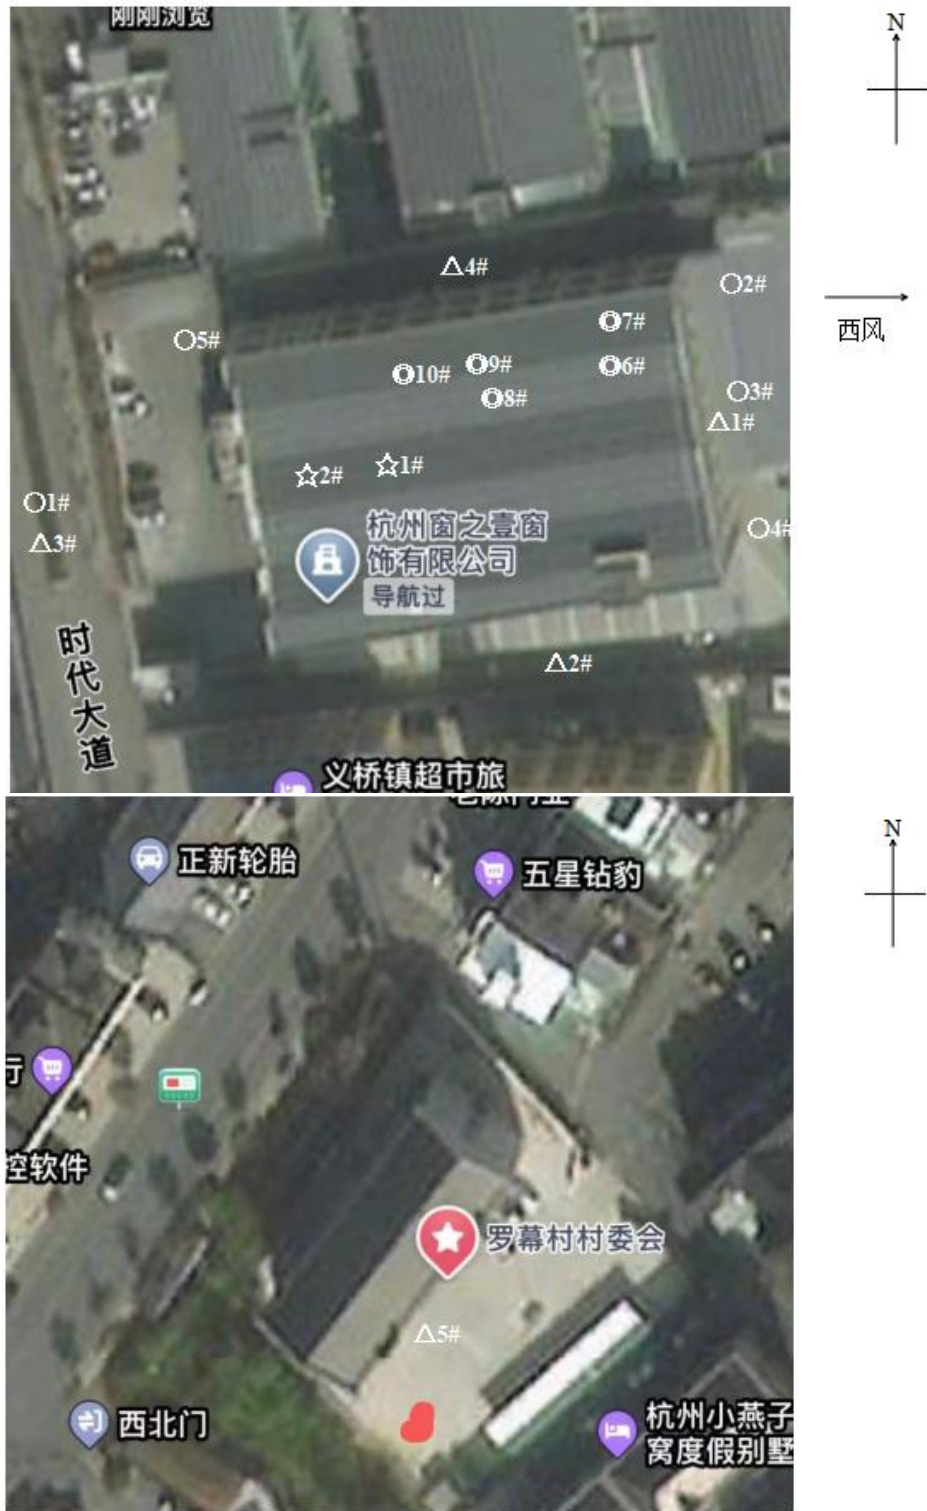 刚刚浏览
N
△4#
○2#
西风
◎7#
○5#
◎9#
◎6#
◎10#
◎8#
○3#
△1#
☆2#
☆1#
○1#
○4#
△3#
杭州窗之壹窗
饰有限公司
导航过
时代大道
△2#
义桥镇超市旅
N
正新轮胎
五星钻豹
行
控软件
罗幕村村委会
△5#
西北门
杭州小燕子
窝度假别墅